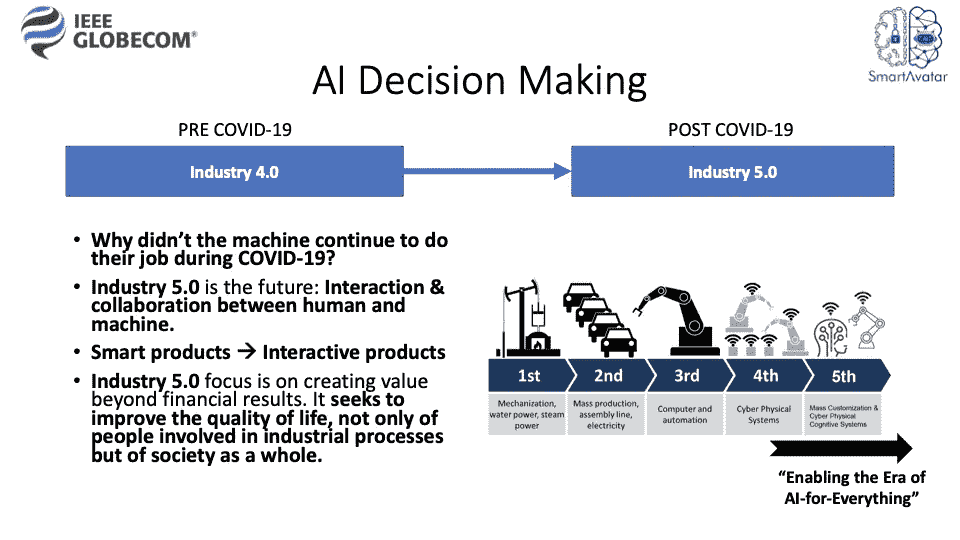 IEEE
GLOBECOM®
SmartAvatar
AI Decision Making
PRE COVID-19
POST COVID-19
Industry 4.0
Industry 5.0
• Why didn’t the machine continue to do
their job during COVID-19?
• Industry 5.0 is the future: Interaction &
collaboration between human and
machine.
• Smart products → Interactive products
• Industry 5.0 focus is on creating value
beyond financial results. It seeks to
improve the quality of life, not only of
people involved in industrial processes
but of society as a whole.
1st
2nd
3rd
4th
5th
Mechanization,
water power, steam
power
Mass production,
assembly line,
electricity
Computer and
automation
Cyber Physical
Systems
Mass Customization &
Cyber Physical
Cognitive Systems
“Enabling the Era of
AI-for-Everything”